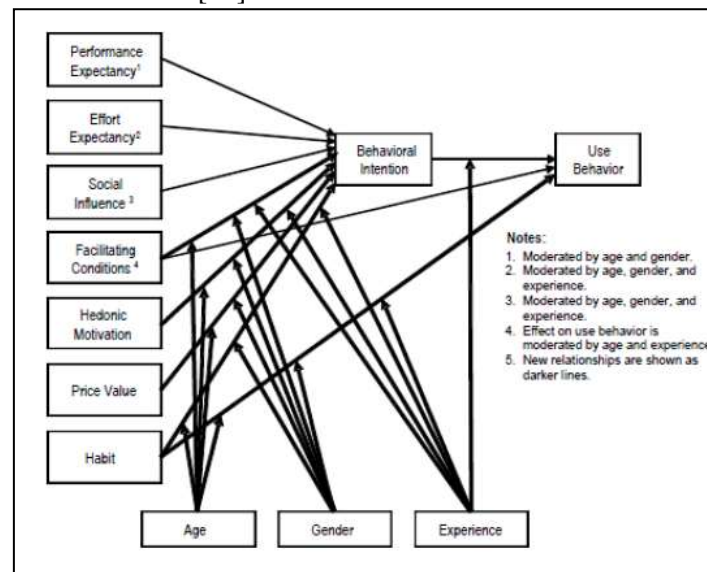 Performance
Expectancy¹
Effort
Expectancy²
Social
Influence ³
Facilitating
Conditions ⁴
Hedonic
Motivation
Price Value
Habit
Behavioral
Intention
Use
Behavior
Notes:
1. Moderated by age and gender.
2. Moderated by age, gender, and
experience.
3. Moderated by age, gender, and
experience.
4. Effect on use behavior is
moderated by age and experience
5. New relationships are shown as
darker lines.
Age
Gender
Experience